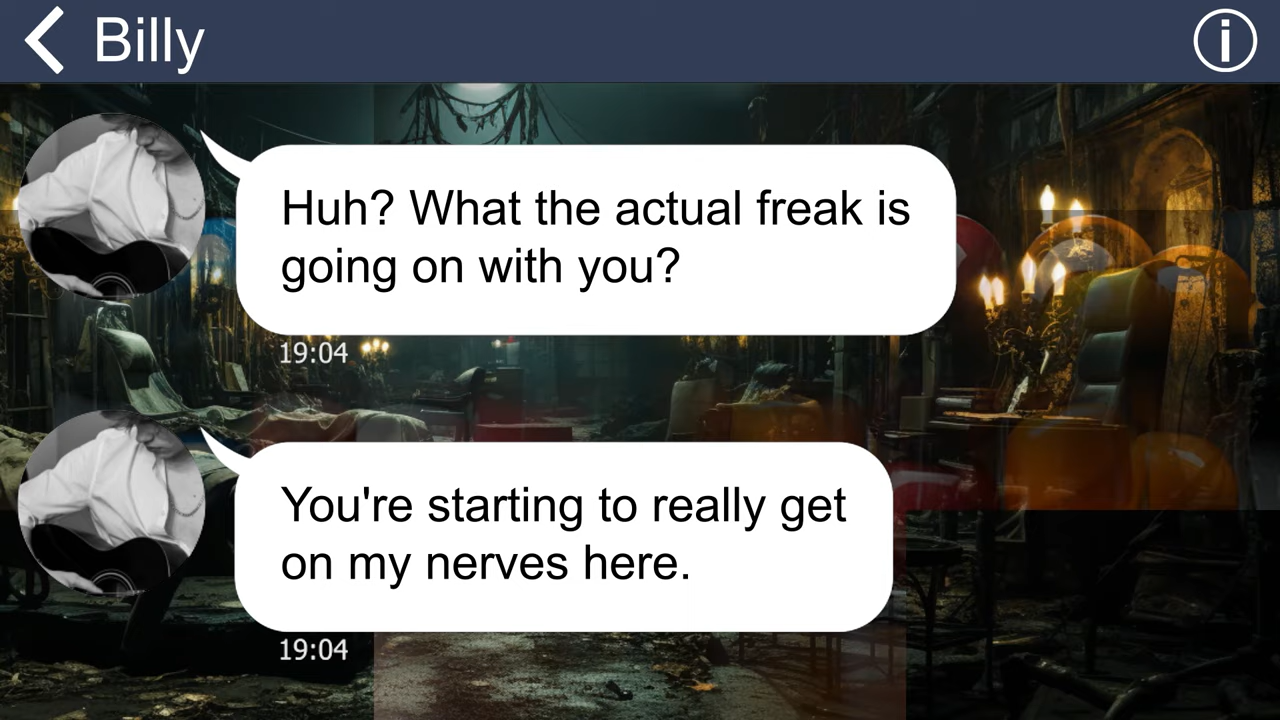 Billy
Huh? What the actual freak is
going on with you?
19:04
You're starting to really get
on my nerves here.
19:04